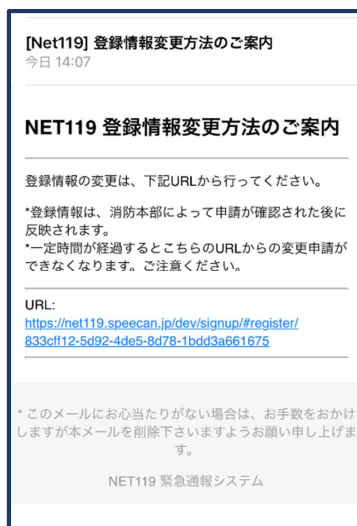 [Net119] 登録情報変更方法のご案内
今日 14:07
NET119 登録情報変更方法のご案内
登録情報の変更は、下記URLから行ってください。
*登録情報は、消防本部によって申請が確認された後に
反映されます。
*一定時間が経過するとこちらのURLからの変更申請が
できなくなります。ご注意ください。
URL:
https://net119.speecan.jp/dev/signup/#register/
833cff12-5d92-4de5-8d78-1bdd3a661675
* このメールにお心当たりがない場合は、お手数をおかけ
しますが本メールを削除下さいますようお願い申し上げま
す。
NET119 緊急通報システム